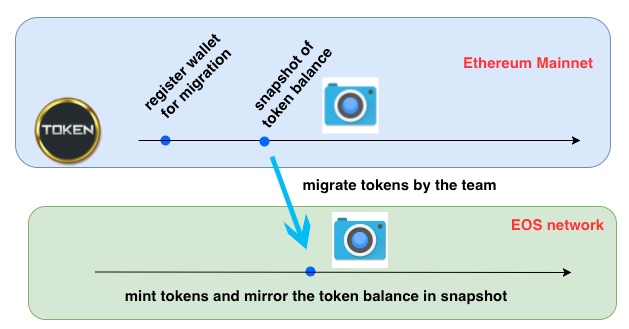 register wallet
for migration
snapshot of
token balance
Ethereum Mainnet
TOKEN
migrate tokens by the team
EOS network
mint tokens and mirror the token balance in snapshot